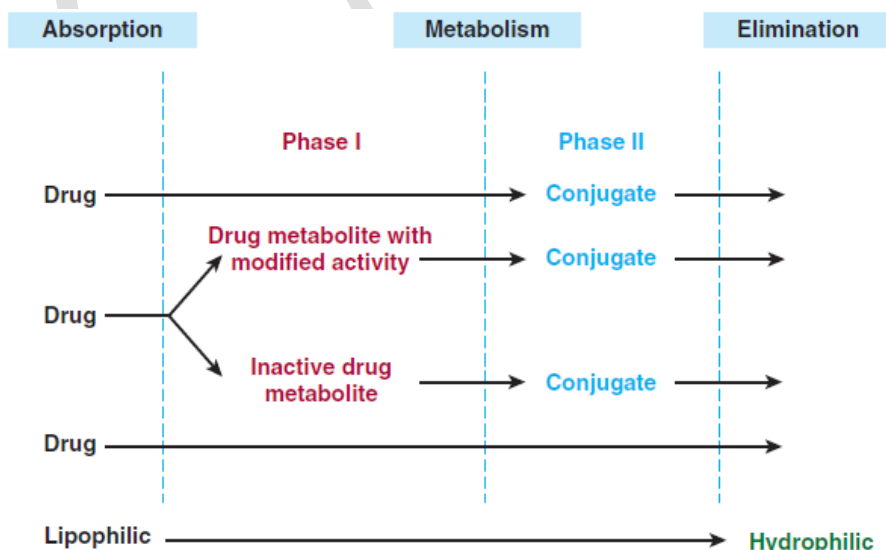 Absorption Metabolism Elimination
Phase I Phase II
Drug Conjugate
Drug metabolite with
modified activity Conjugate
Drug
Inactive drug
metabolite Conjugate
Drug
Lipophilic Hydrophilic